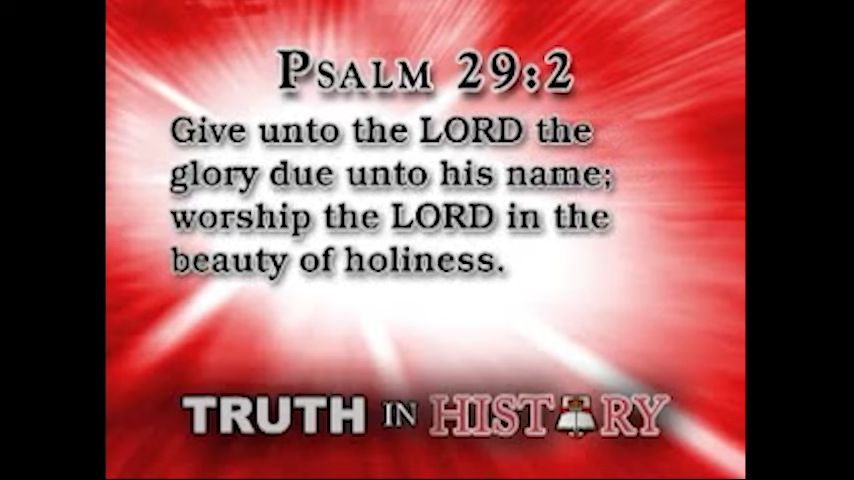 PSALM 29:2
Give unto the LORD the
glory due unto his name;
worship the LORD in the
beauty of holiness.
TRUTH IN HISTORY